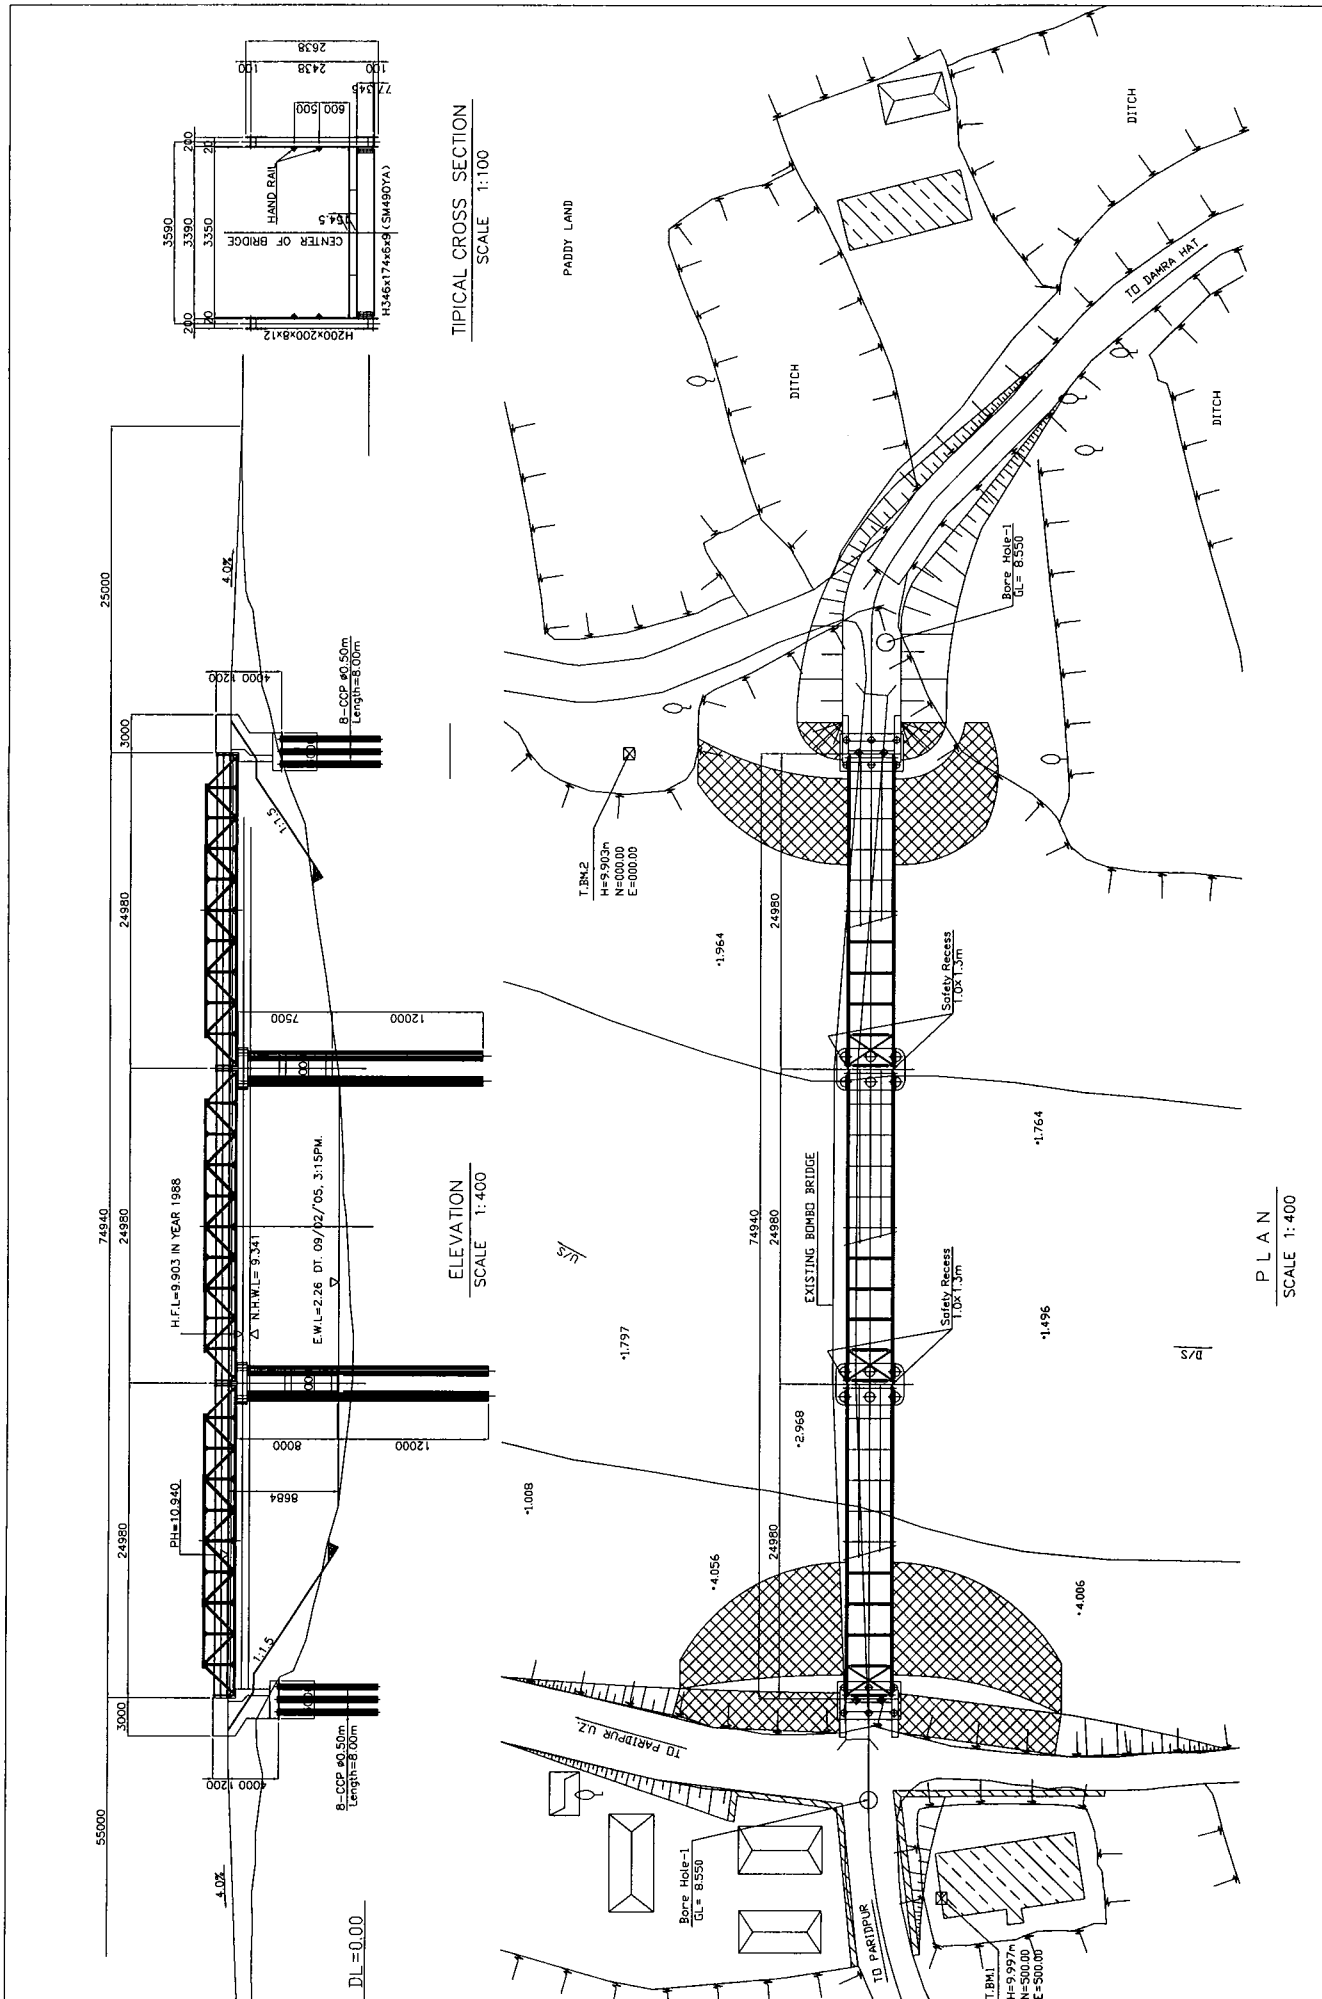 55000
74940
25000
3000
24980
24980
24980
3000
4.0%
4.0%
PH=10.940
H.F.L=9.903 IN YEAR 1988
N.H.W.L= 9.341
E.W.L=2.26 DT. 09/02/'05, 3:15PM.
1:1.5
1:1.5
4000
1200
4000
1200
8684
8000
12000
7500
12000
8-CCP ø0.50m
Length=8.00m
8-CCP ø0.50m
Length=8.00m
DL=0.00
ELEVATION
SCALE 1:400
3590
200
3390
200
20
3350
20
HAND RAIL
CENTER OF BRIDGE
164.5
H200x200x8x12
H346x174x6x9 (SM490YA)
2638
100
2438
100
500
600
TIPICAL CROSS SECTION
SCALE 1:100
PADDY LAND
DITCH
DITCH
DITCH
TO DAMRA HAT
Bore Hole-1
GL= 8.550
T.BM.2
H=9.903m
N=000.00
E=000.00
74940
24980
24980
24980
EXISTING BOMBO BRIDGE
Safety Recess
1.0x1.3m
Safety Recess
1.0x1.3m
U/S
D/S
1.964
1.764
1.797
1.496
2.968
1.008
4.056
4.006
TO PARIDPUR U.Z.
TO PARIDPUR
Bore Hole-1
GL= 8.550
T.BM.1
H=9.997m
N=500.00
E=500.00
PLAN
SCALE 1:400